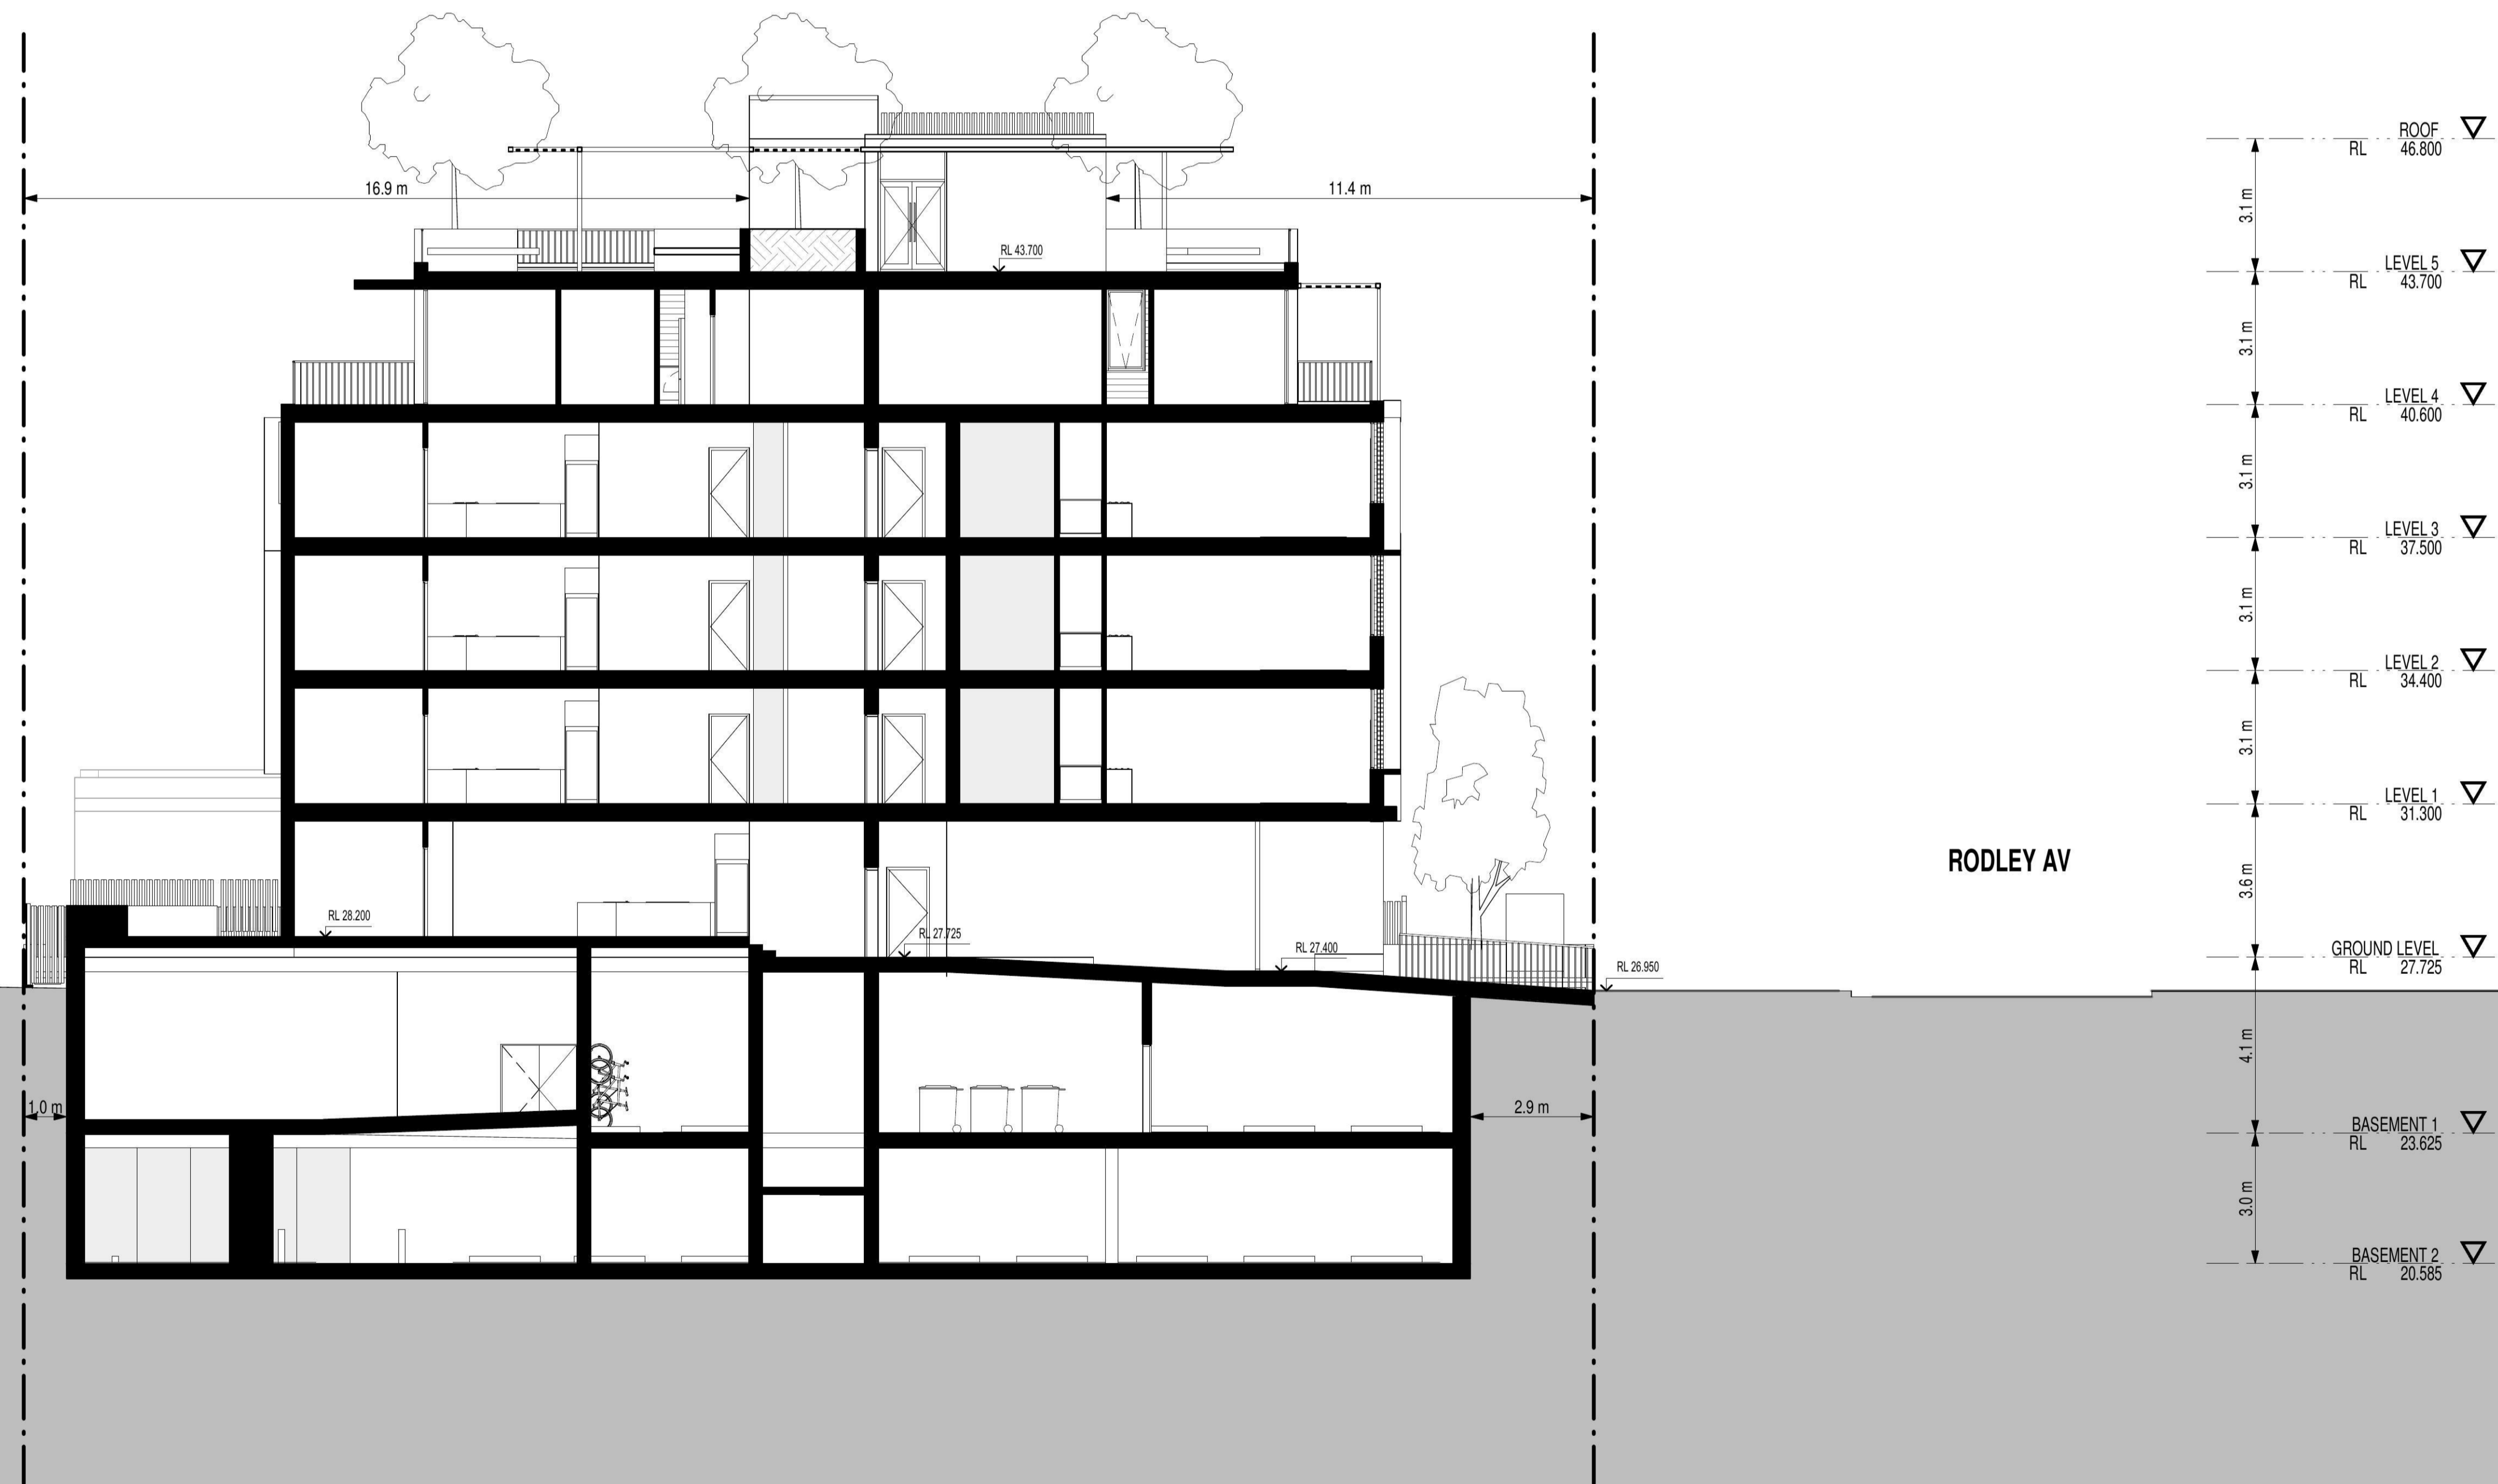 ROOF
RL 46.800
16.9 m
11.4 m
3.1 m
RL 43.700
LEVEL 5
RL 43.700
3.1 m
LEVEL 4
RL 40.600
3.1 m
LEVEL 3
RL 37.500
3.1 m
LEVEL 2
RL 34.400
3.1 m
LEVEL 1
RL 31.300
RODLEY AV
3.6 m
RL 28.200
RL 27.725
RL 27.400
RL 26.950
GROUND LEVEL
RL 27.725
4.1 m
1.0 m
2.9 m
BASEMENT 1
RL 23.625
3.0 m
BASEMENT 2
RL 20.585